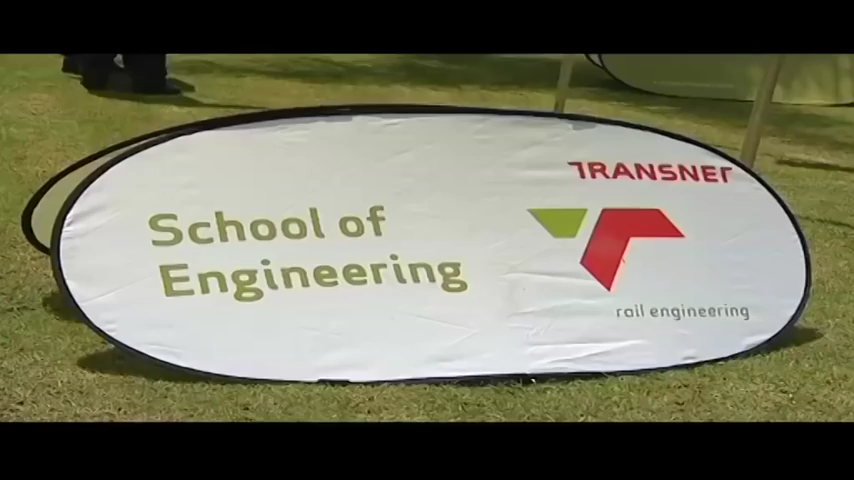 TRANSNET
School of
Engineering
rail engineering